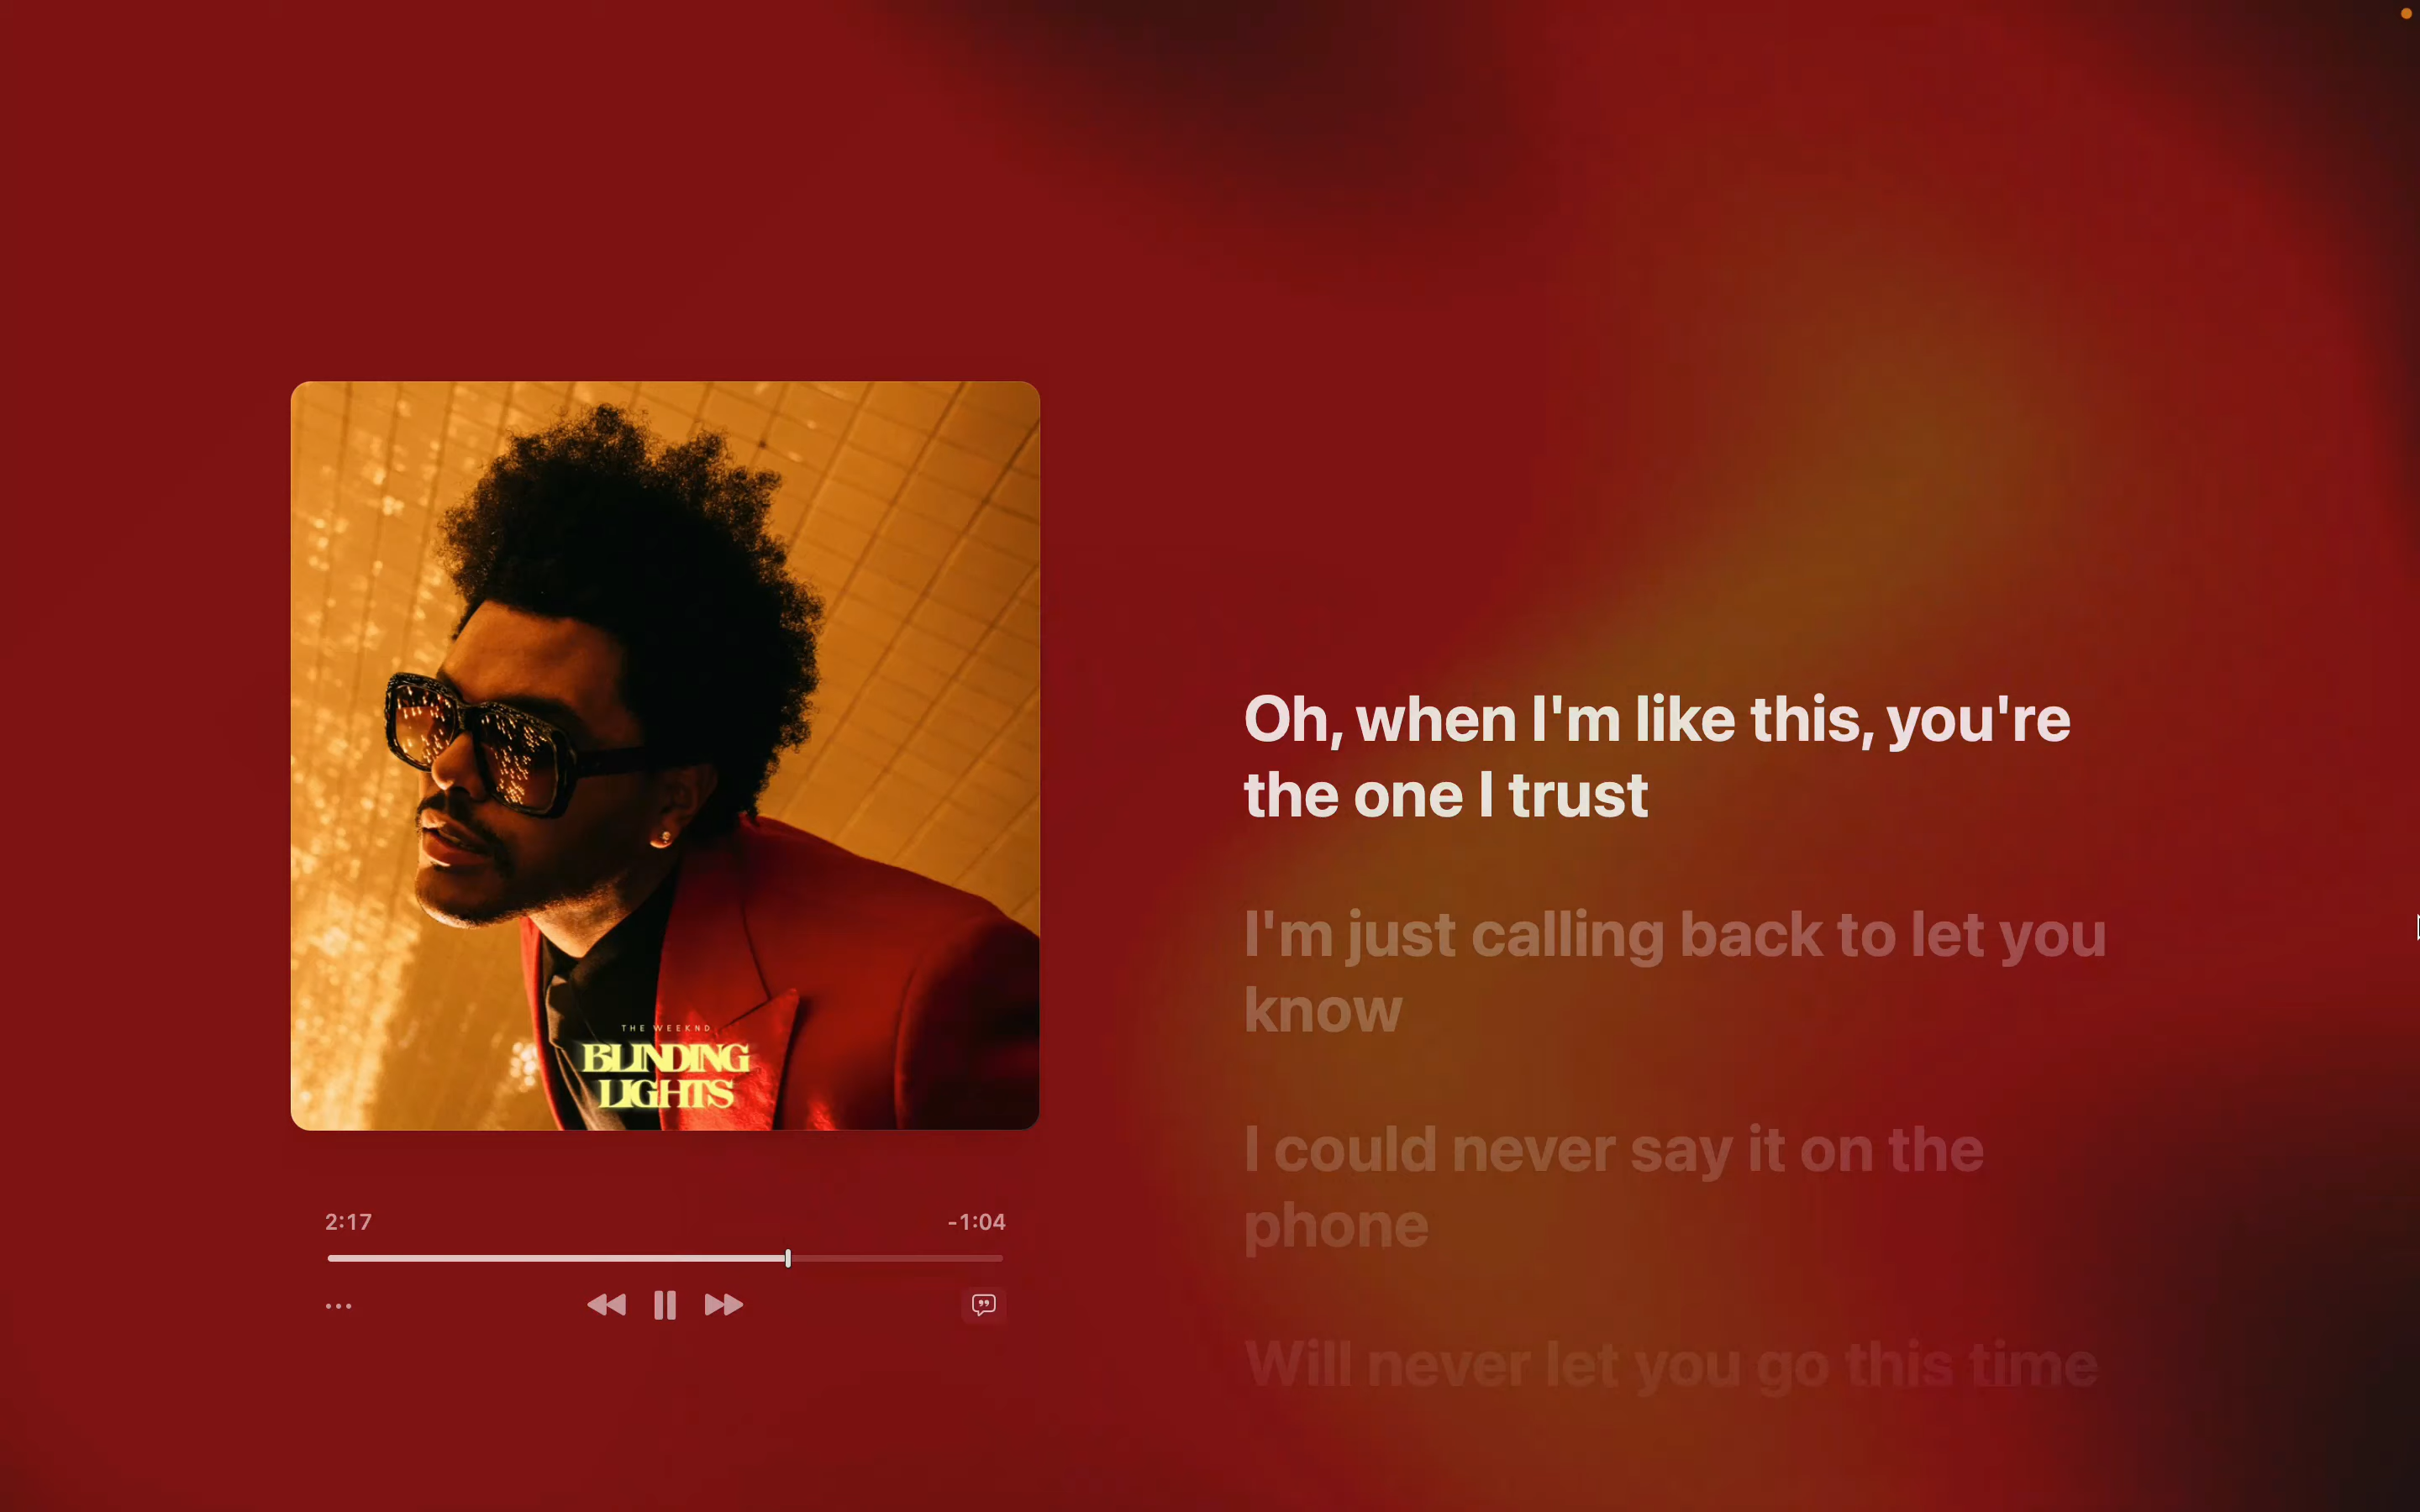 THE WEEKND
BLINDING
LIGHTS
2:17
-1:04
Oh, when I'm like this, you're
the one I trust
I'm just calling back to let you
know
I could never say it on the
phone
Will never let you go this time